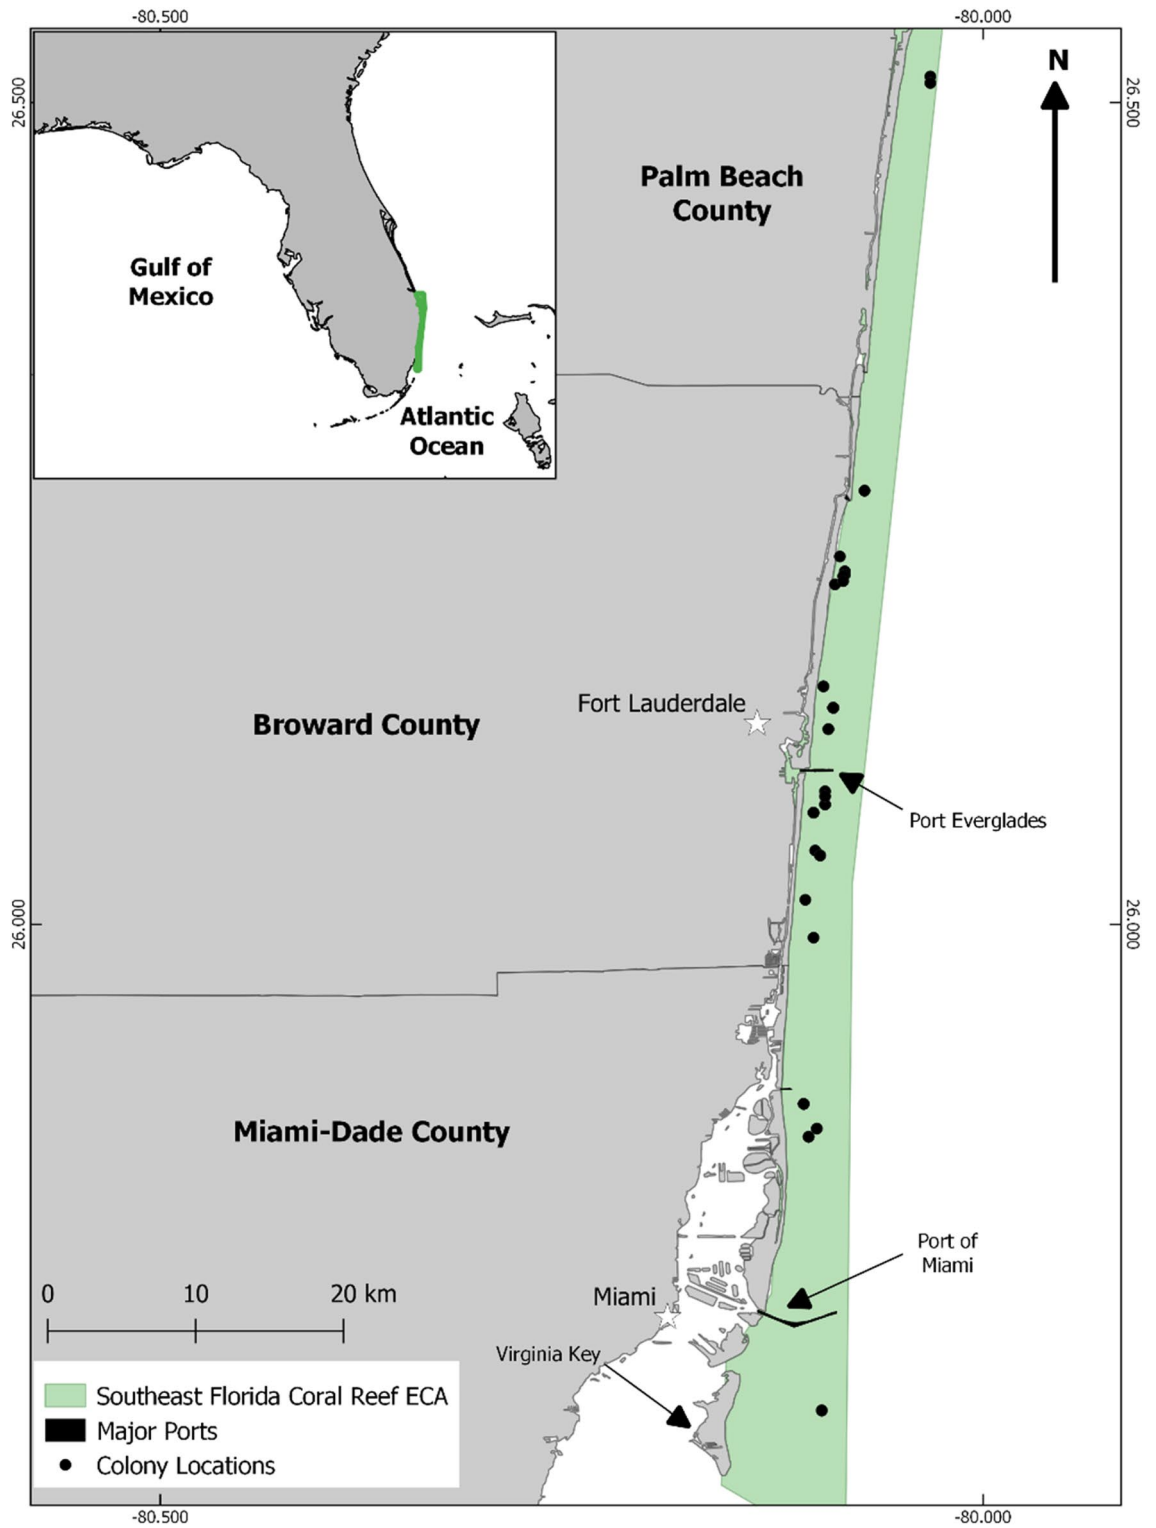 -80.500
-80.000
26.500
26.500
N
Palm Beach
County
Gulf of
Mexico
Atlantic
Ocean
Fort Lauderdale
Broward County
Port Everglades
26.000
26.000
Miami-Dade County
Port of
Miami
0 10 20 km
Miami
Virginia Key
Southeast Florida Coral Reef ECA
Major Ports
Colony Locations
-80.500
-80.000